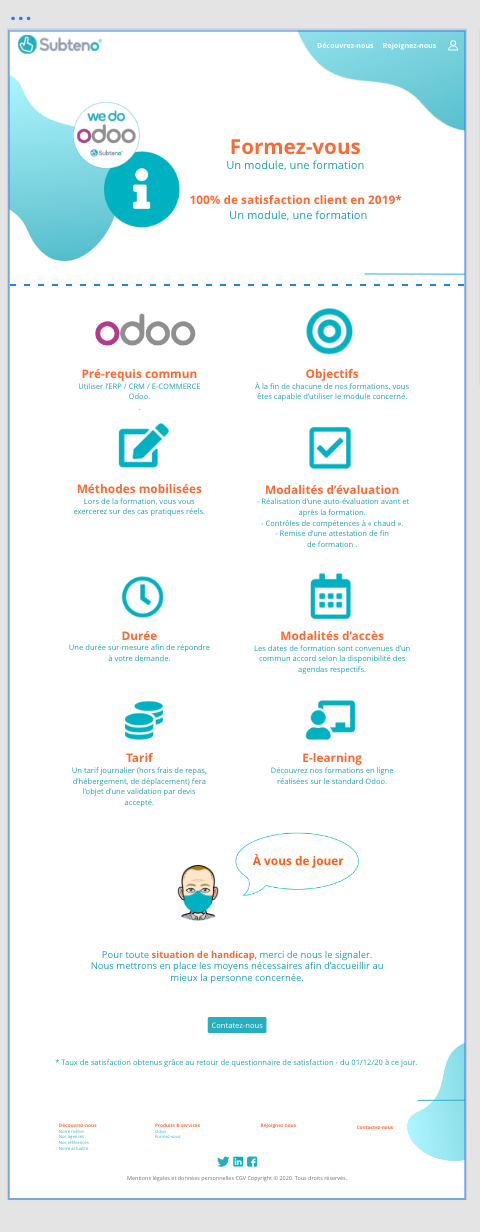 Subteno
Découvrez-nous Rejoignez-nous
we do
odoo
Subteno
Formez-vous
Un module, une formation
100% de satisfaction client en 2019*
Un module, une formation
odoo
Pré-requis commun
Utiliser l'ERP / CRM / E-COMMERCE
Odoo.
.
Objectifs
À la fin de chacune de nos formations, vous
êtes capable d'utiliser le module concerné.
Méthodes mobilisées
Lors de la formation, vous vous
exercerez sur des cas pratiques réels.
Modalités d'évaluation
- Réalisation d'une auto-évaluation avant et
après la formation.
- Contrôles de compétences à « chaud ».
- Remise d'une attestation de fin
de formation .
Durée
Une durée sur-mesure afin de répondre
à votre demande.
Modalités d'accès
Les dates de formation sont convenues d'un
commun accord selon la disponibilité des
agendas respectifs.
Tarif
Un tarif journalier (hors frais de repas,
d'hébergement, de déplacement) fera
l'objet d'une validation par devis
accepté.
E-learning
Découvrez nos formations en ligne
réalisées sur le standard Odoo.
À vous de jouer
Pour toute situation de handicap, merci de nous le signaler.
Nous mettrons en place les moyens nécessaires afin d'accueillir au
mieux la personne concernée.
Contatez-nous
* Taux de satisfaction obtenus grâce au retour de questionnaire de satisfaction - du 01/12/20 à ce jour.
Découvrez-nous
Notre métier
Nos agences
Nos références
Notre actualité
Produits & services
Odoo
Formez-vous
Rejoignez nous
Contactez-nous
Mentions légales et données personnelles CGV Copyright © 2020. Tous droits réservés.